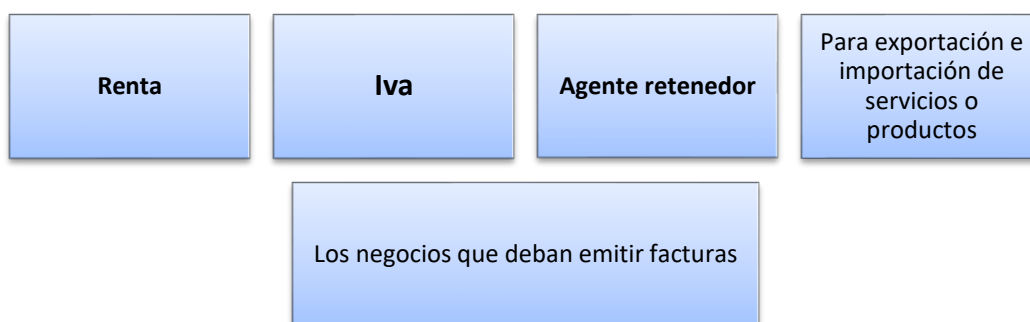 Renta
Iva
Agente retenedor
Para exportación e
importación de
servicios o
productos
Los negocios que deban emitir facturas